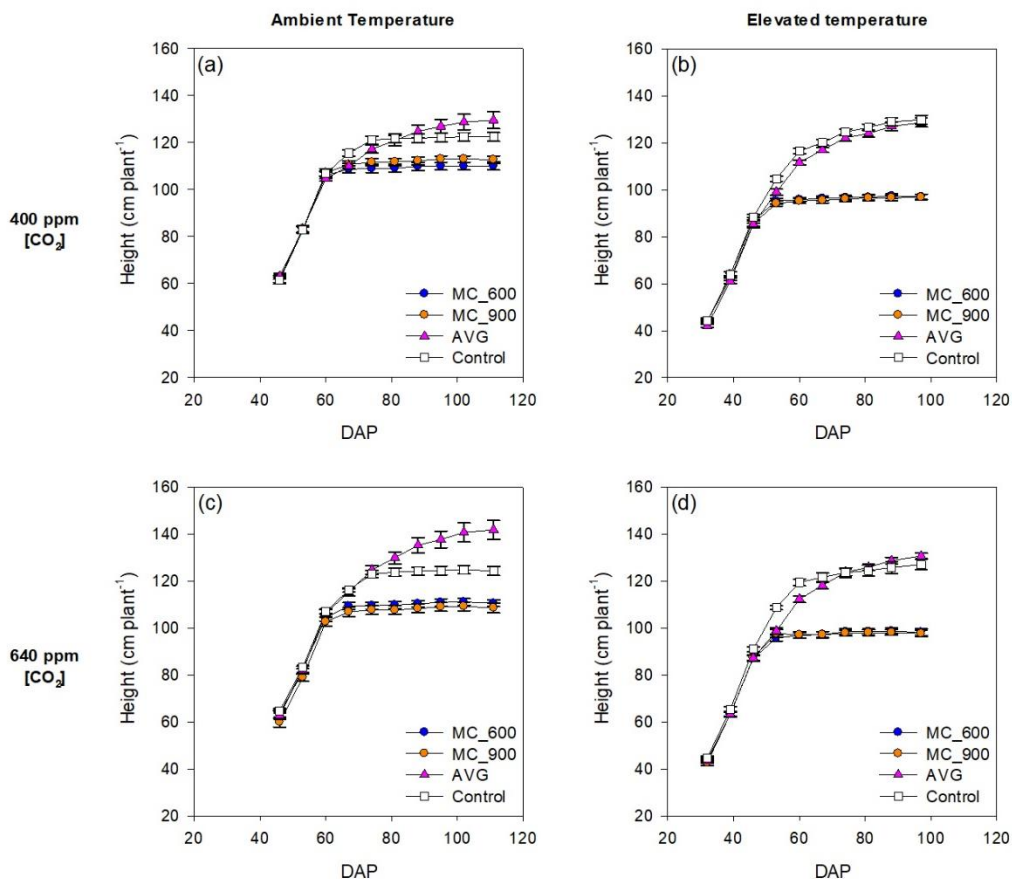 Ambient Temperature
Elevated temperature
400 ppm
[CO₂]
(a)
Height (cm plant⁻¹)
160
140
120
100
80
60
40
20
MC_600
MC_900
AVG
Control
20 40 60 80 100 120
DAP
(b)
Height (cm plant⁻¹)
160
140
120
100
80
60
40
20
MC_600
MC_900
AVG
Control
20 40 60 80 100 120
DAP
640 ppm
[CO₂]
(c)
Height (cm plant⁻¹)
160
140
120
100
80
60
40
20
MC_600
MC_900
AVG
Control
20 40 60 80 100 120
DAP
(d)
Height (cm plant⁻¹)
160
140
120
100
80
60
40
20
MC_600
MC_900
AVG
Control
20 40 60 80 100 120
DAP